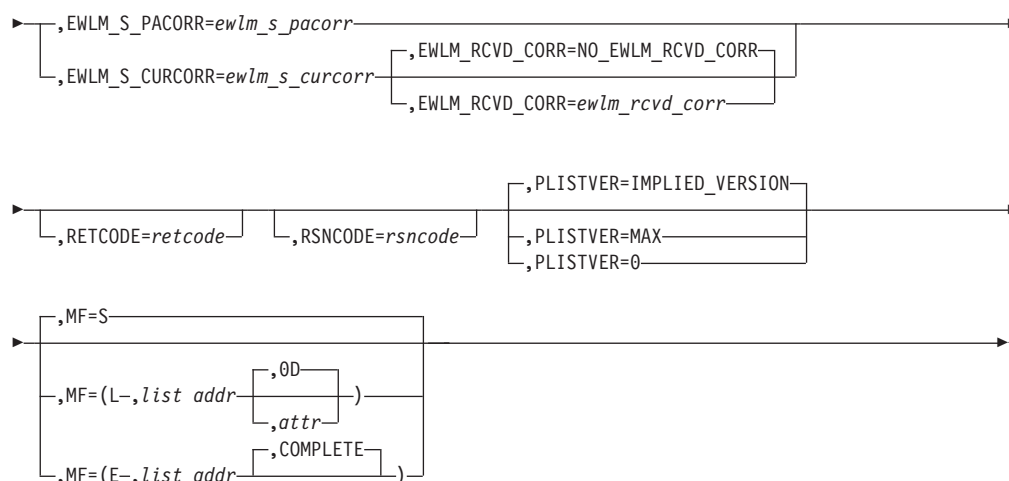 ,EWLM_S_PACORR=ewlm_s_pacorr
,EWLM_RCVD_CORR=NO_EWLM_RCVD_CORR
,EWLM_S_CURCORR=ewlm_s_curcorr
,EWLM_RCVD_CORR=ewlm_rcvd_corr
,PLISTVER=IMPLIED_VERSION
,RETCODE=retcode ,RSNCODE=rsncode ,PLISTVER=MAX
,PLISTVER=0
,MF=S
,0D
,MF=(L ,list addr )
,attr
,COMPLETE
,MF=(E ,list addr )